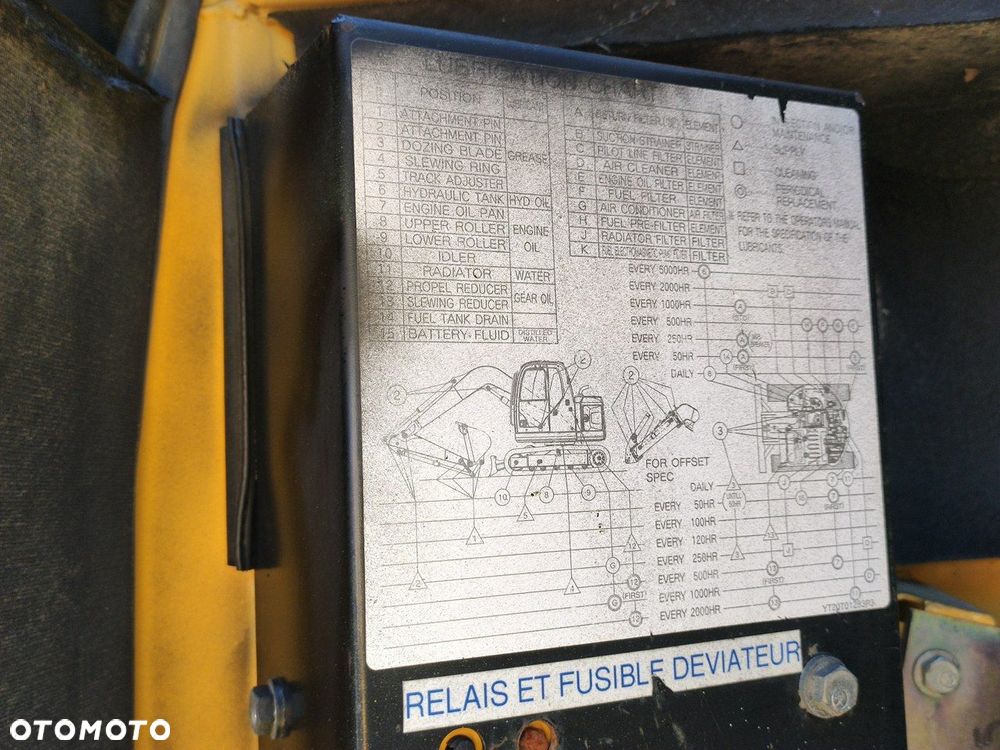 LUBRICATION CHART
POSITION
1 ATTACHMENT PIN
2 ATTACHMENT PIN
3 DOZING BLADE
4 SLEWING RING
5 TRACK ADJUSTER
GREASE
6 HYDRAULIC TANK HYD OIL
7 ENGINE OIL PAN
8 UPPER ROLLER
9 LOWER ROLLER
10 IDLER
ENGINE
OIL
11 RADIATOR WATER
12 PROPEL REDUCER
13 SLEWING REDUCER
GEAR OIL
14 FUEL TANK DRAIN
15 BATTERY FLUID DISTILLED
WATER
A RETURN FILTER ELEMENT
B SUCTION STRAINER STRAINER
C PILOT LINE FILTER ELEMENT
D AIR CLEANER ELEMENT
E ENGINE OIL FILTER ELEMENT
F FUEL FILTER ELEMENT
G AIR CONDITIONER AIR FILTER
H FUEL PRE-FILTER ELEMENT
J RADIATOR FILTER FILTER
K FILTER
MAINTENANCE
SUPPLY
CLEANING
PERIODICAL
REPLACEMENT
※ REFER TO THE OPERATORS MANUAL
FOR THE SPECIFICATION OF THE
LUBRICANTS.
EVERY 5000HR
EVERY 2000HR
EVERY 1000HR
EVERY 500HR
EVERY 250HR
EVERY 50HR
DAILY
FOR OFFSET
SPEC
DAILY
EVERY 50HR
EVERY 100HR
EVERY 120HR
EVERY 250HR
EVERY 500HR
EVERY 1000HR
EVERY 2000HR
RELAIS ET FUSIBLE DEVIATEUR
OTOMOTO